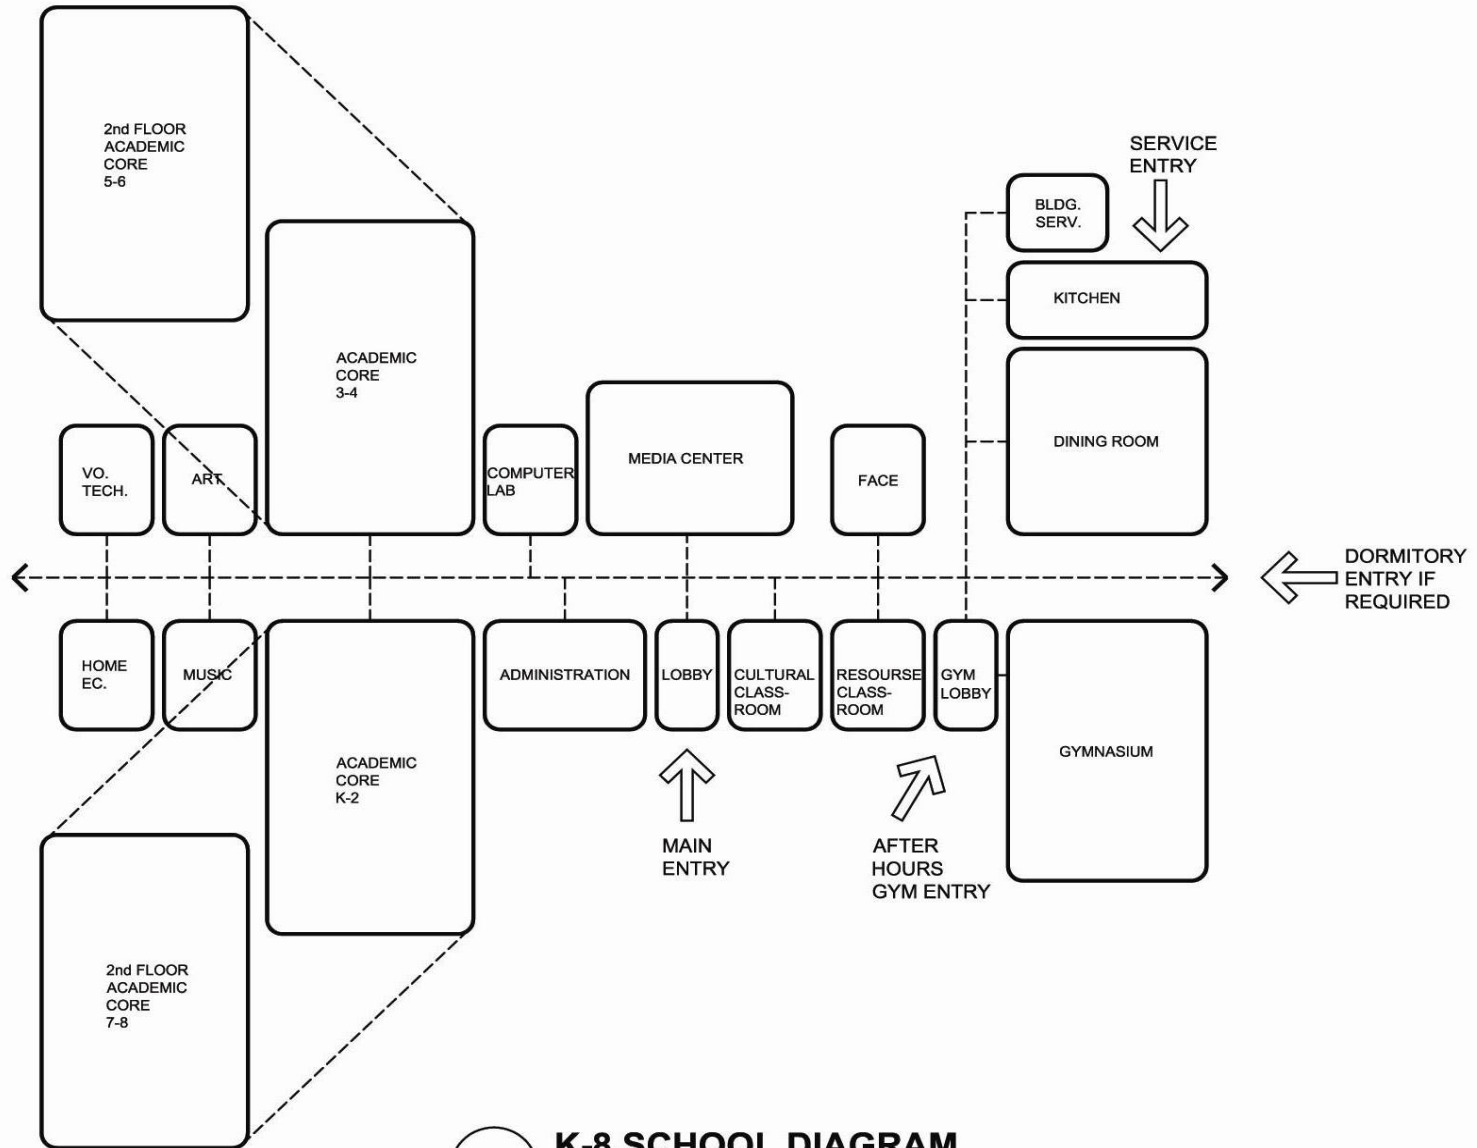 2nd FLOOR
ACADEMIC
CORE
5-6
SERVICE
ENTRY
BLDG.
SERV.
KITCHEN
ACADEMIC
CORE
3-4
DINING ROOM
MEDIA CENTER
VO.
TECH.
ART
COMPUTER
LAB
FACE
DORMITORY
ENTRY IF
REQUIRED
HOME
EC.
MUSIC
ADMINISTRATION
LOBBY
CULTURAL
CLASS-
ROOM
RESOURSE
CLASS-
ROOM
GYM
LOBBY
GYMNASIUM
ACADEMIC
CORE
K-2
MAIN
ENTRY
AFTER
HOURS
GYM ENTRY
2nd FLOOR
ACADEMIC
CORE
7-8
K-8 SCHOOL DIAGRAM